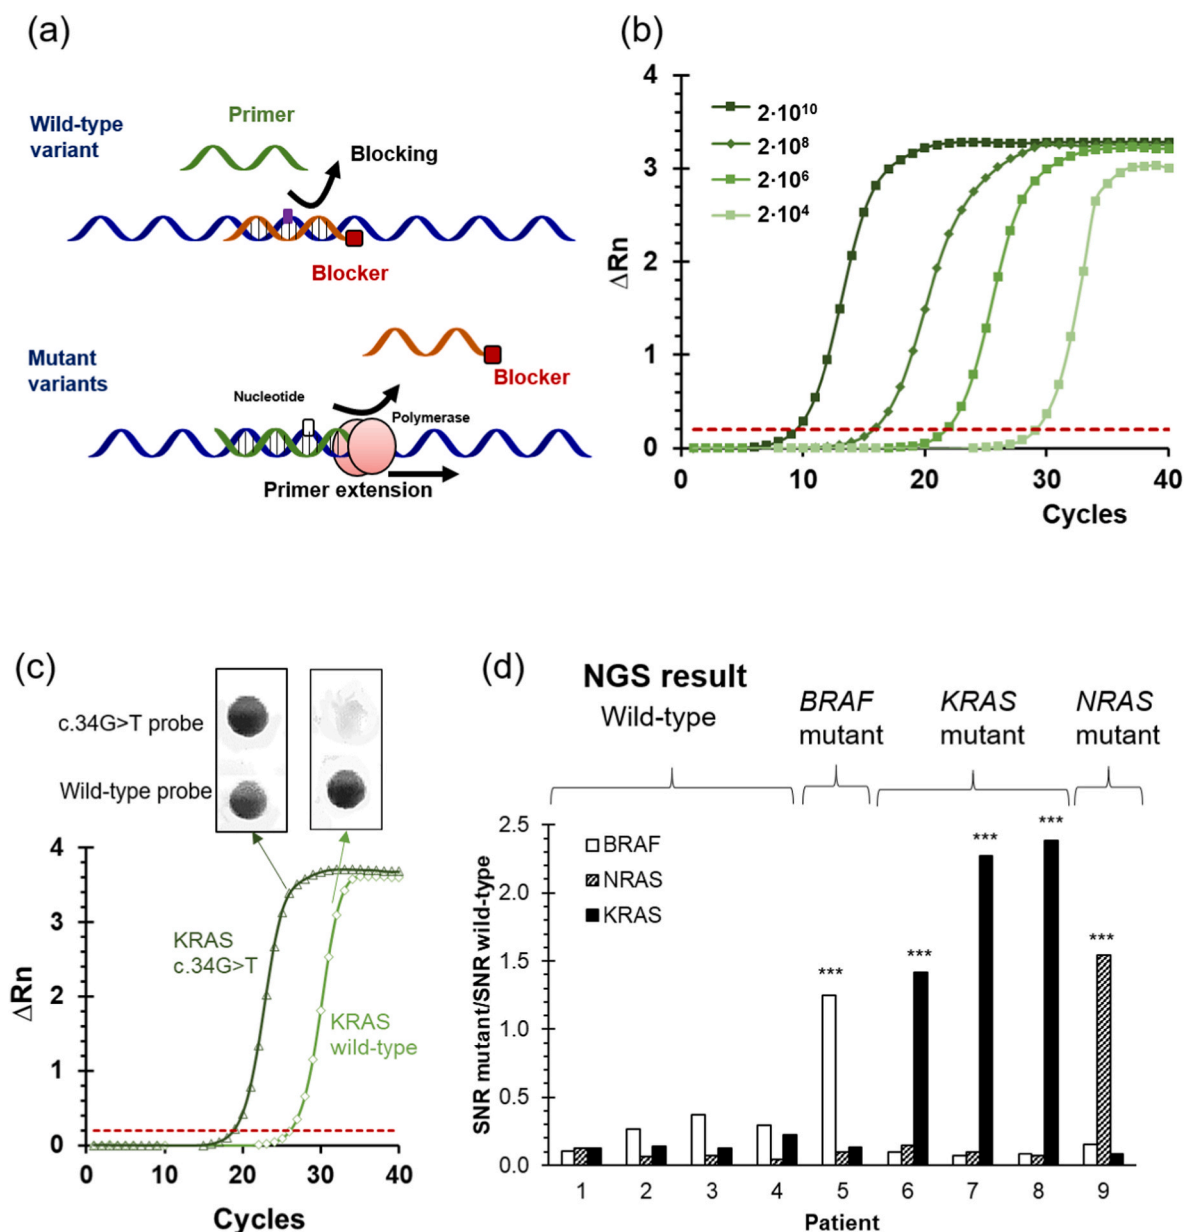 (a)
Wild-type
variant
Primer
Blocking
Blocker
Mutant
variants
Nucleotide
Blocker
Polymerase
Primer extension
(b)
ΔRn
4
3
2
1
0
2·10¹⁰
2·10⁸
2·10⁶
2·10⁴
0 10 20 30 40
Cycles
(c)
c.34G>T probe
Wild-type probe
ΔRn
4
3
2
1
0
KRAS
c.34G>T
KRAS
wild-type
0 10 20 30 40
Cycles
(d)
NGS result
Wild-type
BRAF
mutant
KRAS
mutant
NRAS
mutant
SNR mutant/SNR wild-type
2.5
2.0
1.5
1.0
0.5
0.0
BRAF
NRAS
KRAS
***
***
***
***
***
1 2 3 4 5 6 7 8 9
Patient